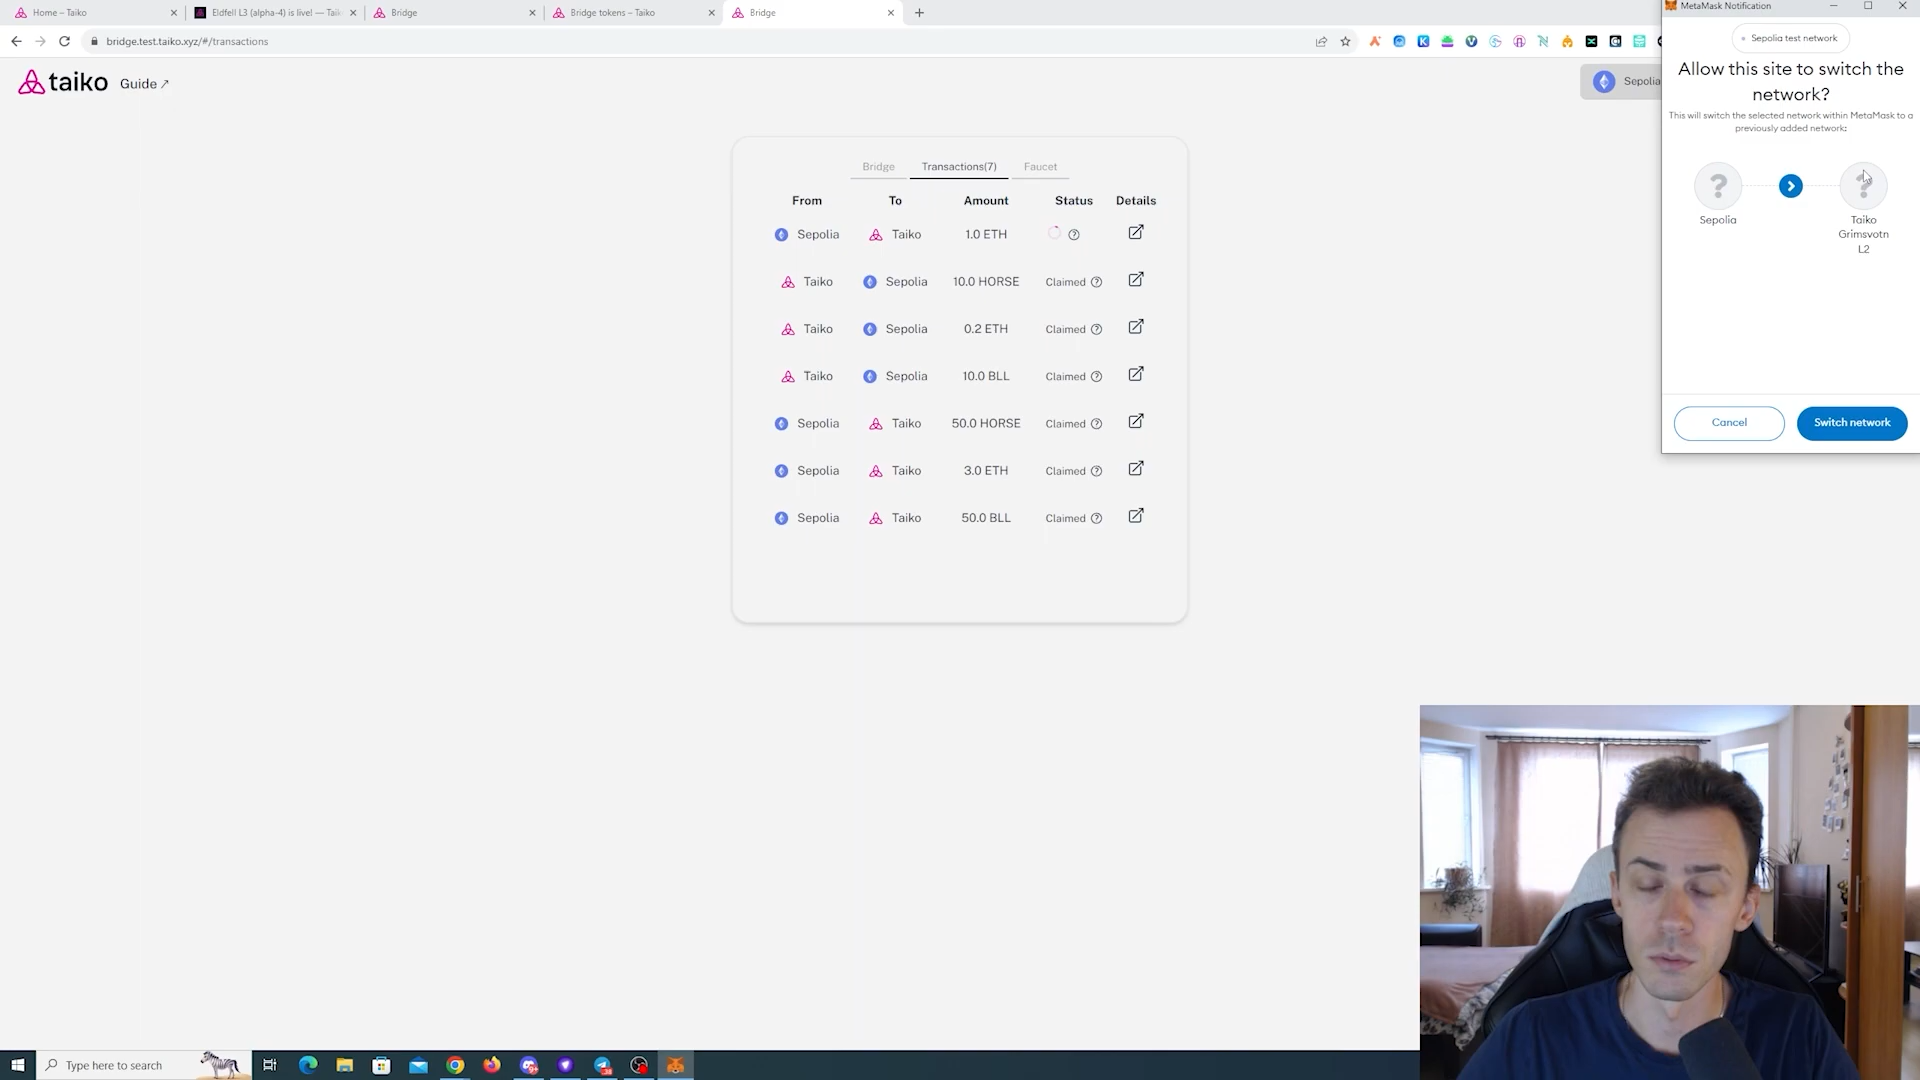 Home – Taiko
Eldfell L3 (alpha-4) is live! — Taik
Bridge
Bridge tokens – Taiko
Bridge
bridge.test.taiko.xyz/#/transactions
taiko
Guide ↗
Sepolia
Bridge
Transactions(7)
Faucet
From To Amount Status Details
Sepolia Taiko 1.0 ETH
Taiko Sepolia 10.0 HORSE Claimed
Taiko Sepolia 0.2 ETH Claimed
Taiko Sepolia 10.0 BLL Claimed
Sepolia Taiko 50.0 HORSE Claimed
Sepolia Taiko 3.0 ETH Claimed
Sepolia Taiko 50.0 BLL Claimed
MetaMask Notification
Sepolia test network
Allow this site to switch the
network?
This will switch the selected network within MetaMask to a
previously added network:
Sepolia
Taiko
Grimsvotn
L2
Cancel
Switch network
Type here to search